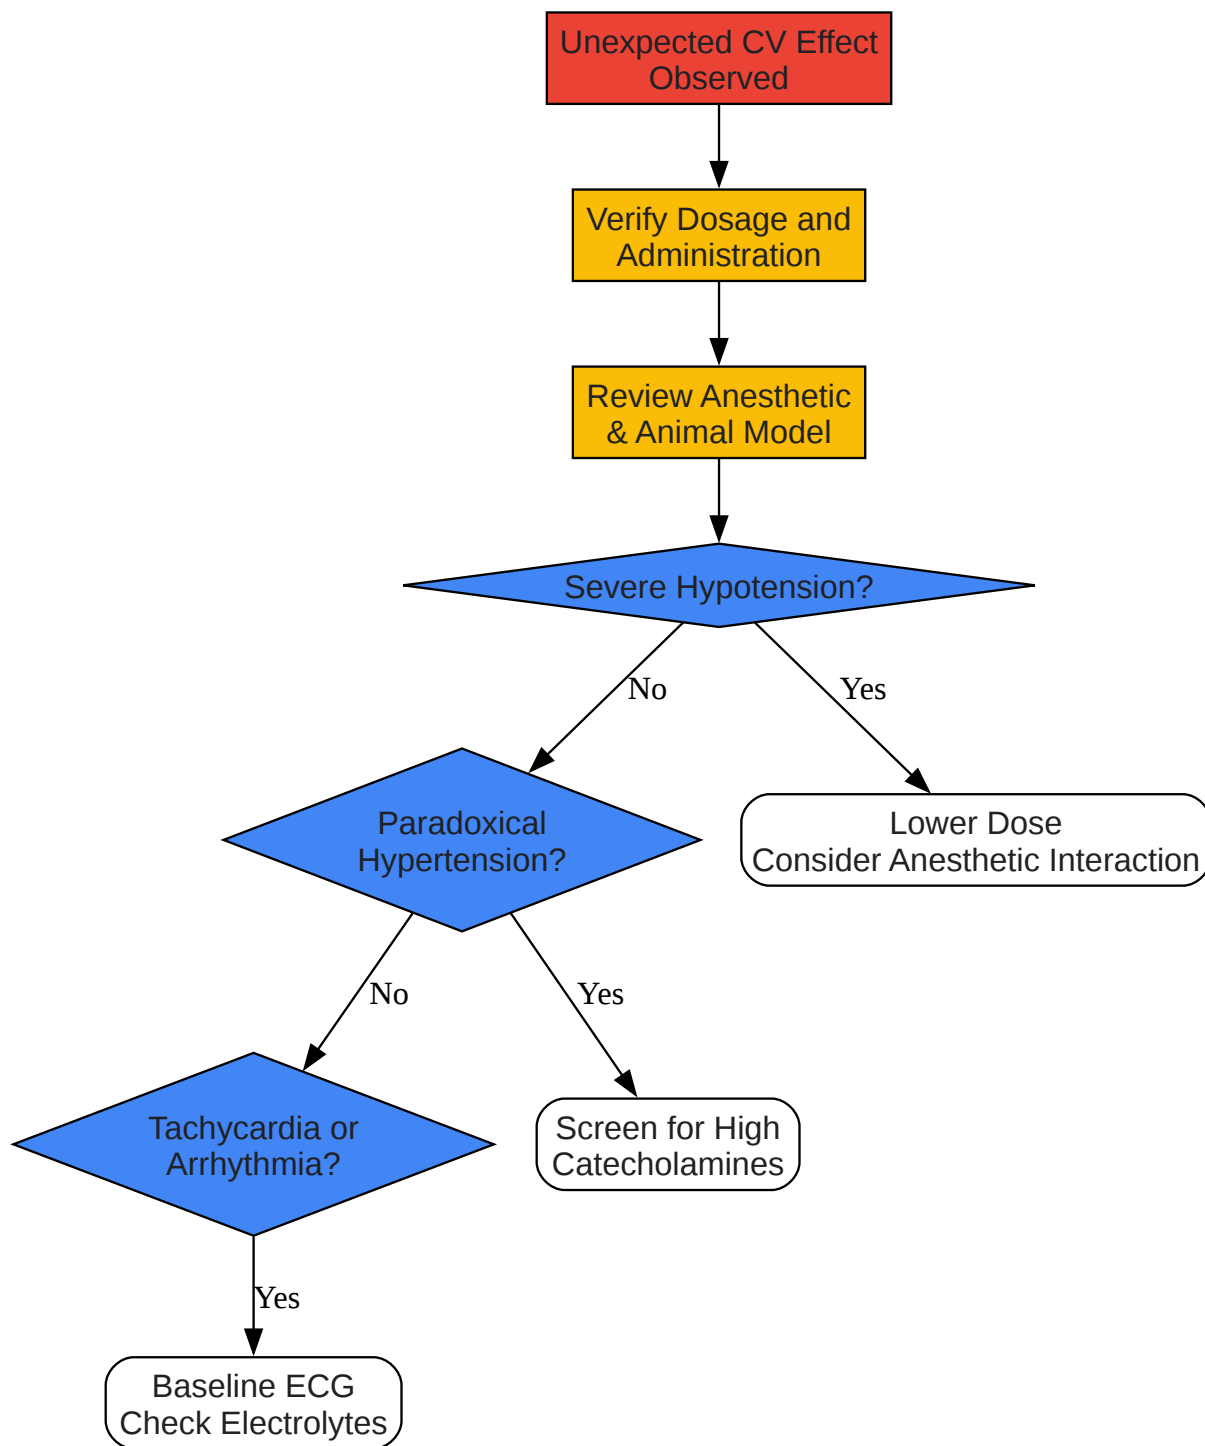 Unexpected CV Effect
Observed
Verify Dosage and
Administration
Review Anesthetic
& Animal Model
Severe Hypotension?
No
Yes
Paradoxical
Hypertension?
Lower Dose
Consider Anesthetic Interaction
No
Yes
Tachycardia or
Arrhythmia?
Screen for High
Catecholamines
Yes
Baseline ECG
Check Electrolytes